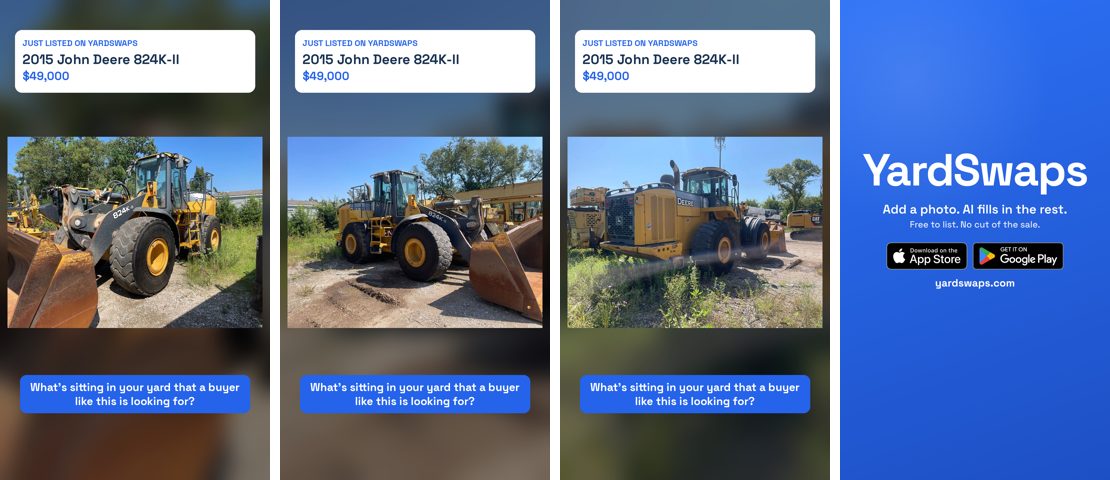 JUST LISTED ON YARDSWAPS
2015 John Deere 824K-II
$49,000
824K-II
What's sitting in your yard that a buyer
like this is looking for?
JUST LISTED ON YARDSWAPS
2015 John Deere 824K-II
$49,000
824K-II
What's sitting in your yard that a buyer
like this is looking for?
JUST LISTED ON YARDSWAPS
2015 John Deere 824K-II
$49,000
DEERE
What's sitting in your yard that a buyer
like this is looking for?
YardSwaps
Add a photo. AI fills in the rest.
Free to list. No cut of the sale.
Download on the
App Store
GET IT ON
Google Play
yardswaps.com